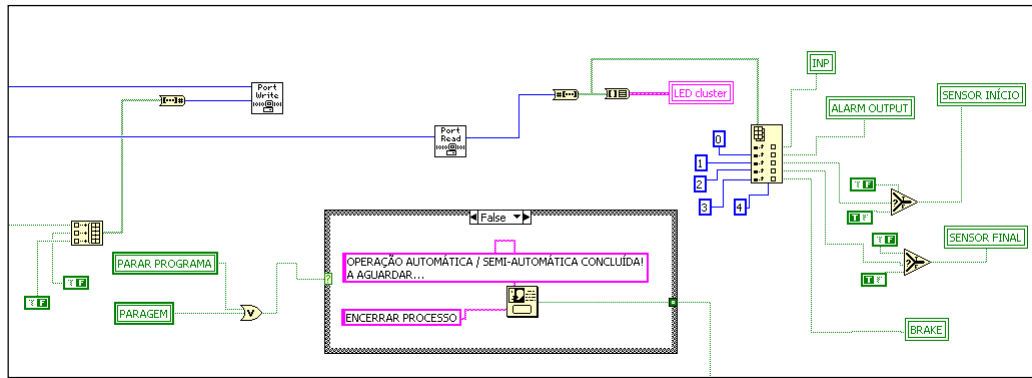 Port
Write
Port
Read
LED cluster
INP
ALARM OUTPUT
SENSOR INÍCIO
0
1
2
3
4
F
T
F
T
SENSOR FINAL
BRAKE
F
F
PARAR PROGRAMA
PARAGEM
V
False
OPERAÇÃO AUTOMÁTICA / SEMI-AUTOMÁTICA CONCLUÍDA!
A AGUARDAR...
ENCERRAR PROCESSO
?